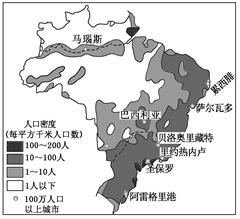 马瑙斯
累西腓
萨尔瓦多
巴西利亚
贝洛奥里藏特
里约热内卢
圣保罗
阿雷格里港
人口密度
(每平方千米人口数)
100~200人
10~100人
1~10人
1人以下
100万人口
以上城市